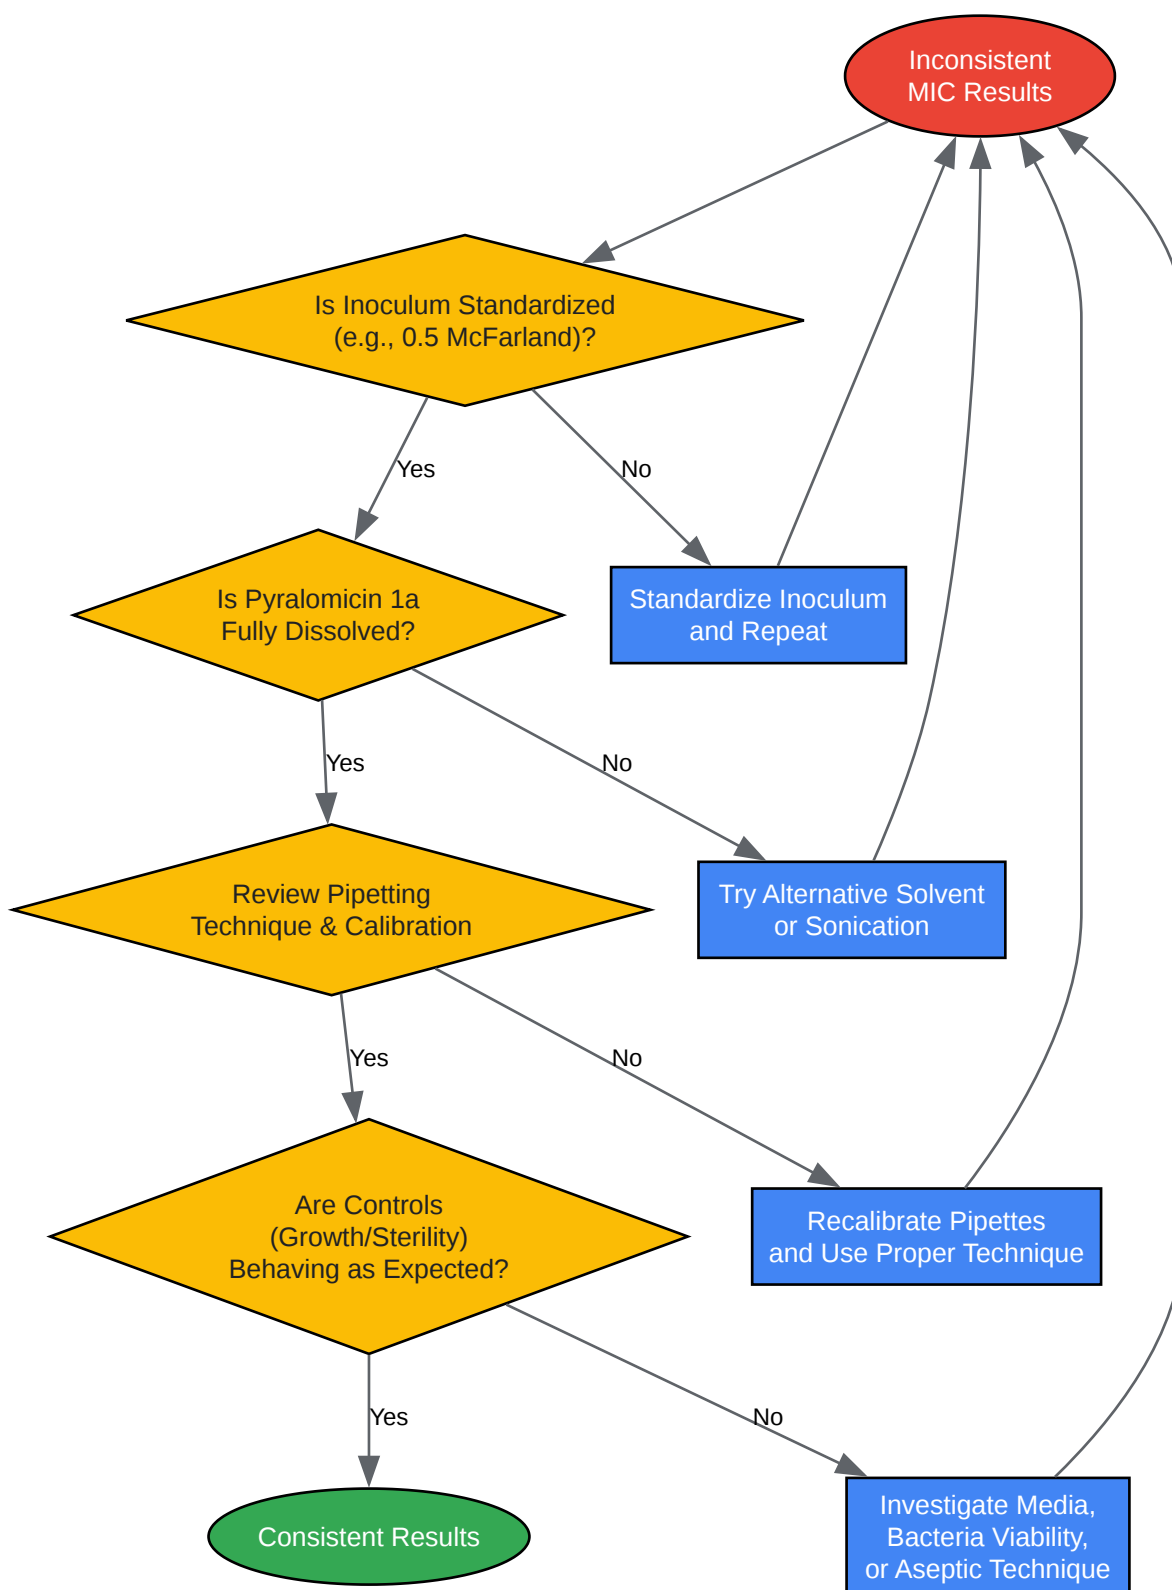 Inconsistent
MIC Results
Is Inoculum Standardized
(e.g., 0.5 McFarland)?
Yes
No
Is Pyralomicin 1a
Fully Dissolved?
Standardize Inoculum
and Repeat
Yes
No
Review Pipetting
Technique & Calibration
Try Alternative Solvent
or Sonication
Yes
No
Are Controls
(Growth/Sterility)
Behaving as Expected?
Recalibrate Pipettes
and Use Proper Technique
Yes
No
Consistent Results
Investigate Media,
Bacteria Viability,
or Aseptic Technique